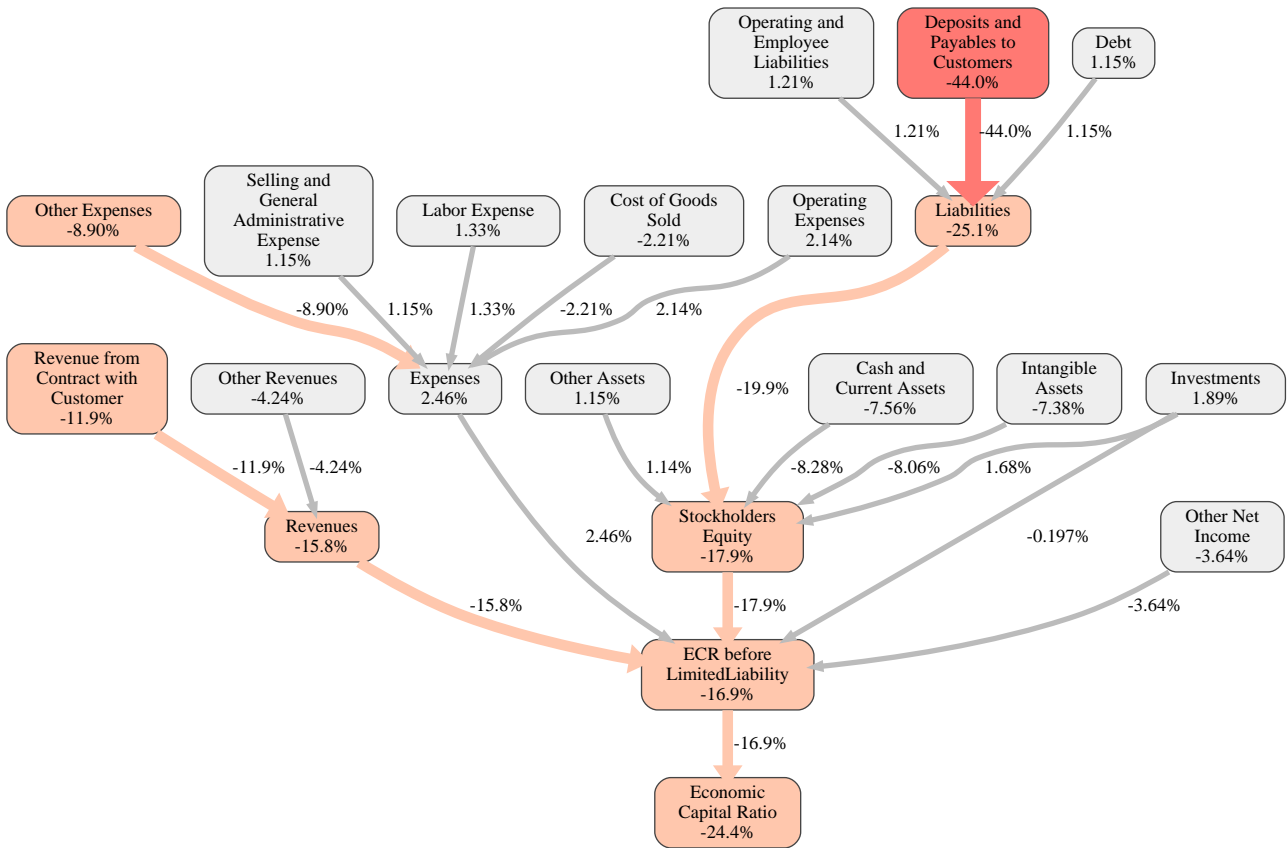 Operating and
Employee
Liabilities
1.21%
Deposits and
Payables to
Customers
-44.0%
Debt
1.15%
1.21%
-44.0%
1.15%
Other Expenses
-8.90%
Selling and
General
Administrative
Expense
1.15%
Labor Expense
1.33%
Cost of Goods
Sold
-2.21%
Operating
Expenses
2.14%
Liabilities
-25.1%
-8.90%
1.15%
1.33%
-2.21%
2.14%
Revenue from
Contract with
Customer
-11.9%
Other Revenues
-4.24%
Expenses
2.46%
Other Assets
1.15%
-19.9%
Cash and
Current Assets
-7.56%
Intangible
Assets
-7.38%
Investments
1.89%
-11.9%
-4.24%
1.14%
-8.28%
-8.06%
1.68%
Revenues
-15.8%
2.46%
Stockholders
Equity
-17.9%
-0.197%
Other Net
Income
-3.64%
-15.8%
-17.9%
-3.64%
ECR before
LimitedLiability
-16.9%
-16.9%
Economic
Capital Ratio
-24.4%